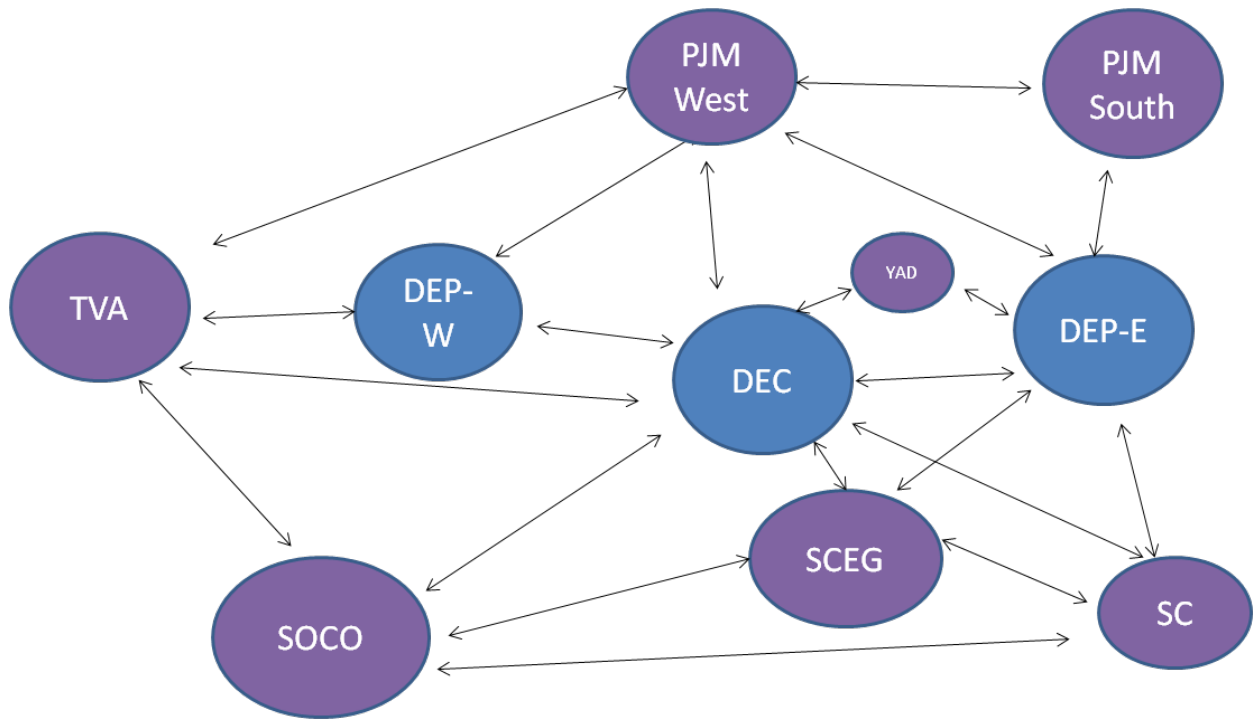 PJM
West
PJM
South
YAD
TVA
DEP-
W
DEP-E
DEC
SCEG
SC
SOCO